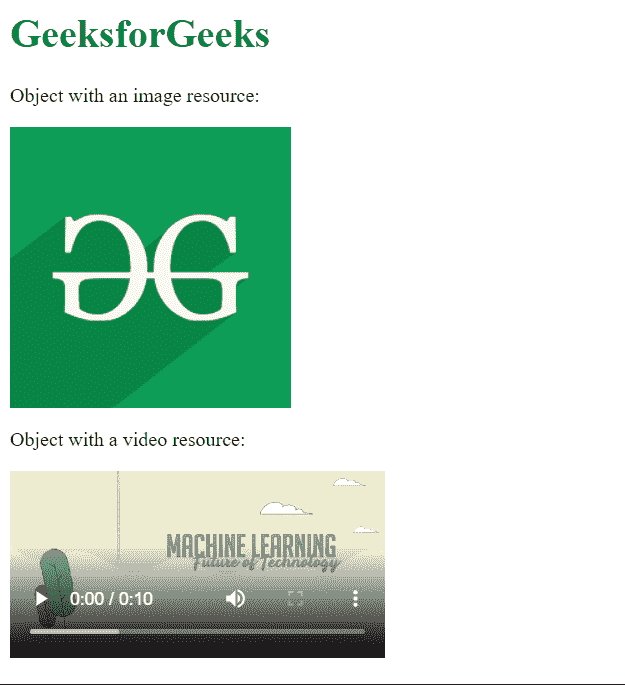 GeeksforGeeks
Object with an image resource:
Object with a video resource:
MACHINE LEARNING
Future of Technology
0:00 / 0:10